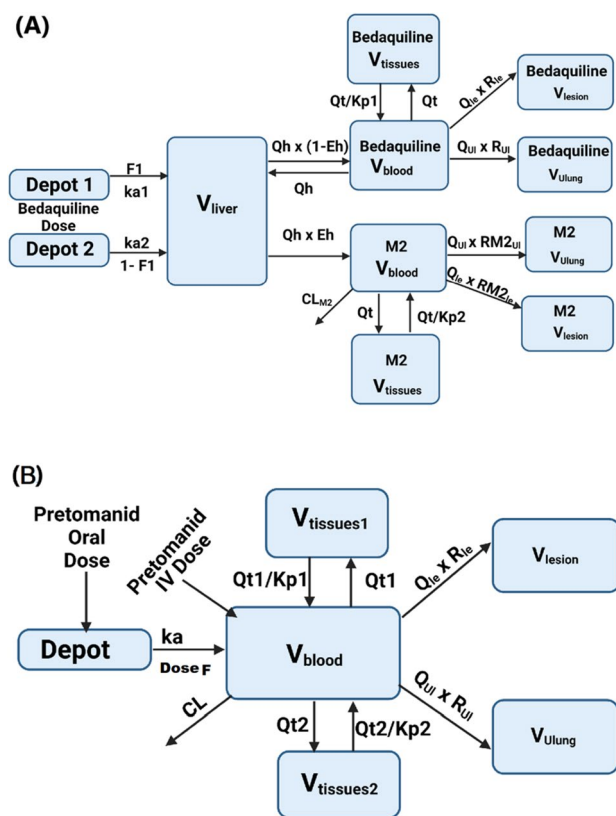 (A)
Bedaquiline
Vtissues
Qt/Kp1
Qt
Qle x Rle
Bedaquiline
Vlesion
F1
Depot 1
ka1
Bedaquiline
Dose
Depot 2
ka2
1- F1
Vliver
Qh x (1-Eh)
Qh
Bedaquiline
Vblood
QUl x RUl
Bedaquiline
VUlung
Qh x Eh
M2
Vblood
QUl x RM2Ul
M2
VUlung
Qle x RM2le
M2
Vlesion
CLM2
Qt
Qt/Kp2
M2
Vtissues
(B)
Pretomanid
Oral
Dose
Pretomanid
IV Dose
Vtissues1
Qt1/Kp1
Qt1
Qle x Rle
Vlesion
Depot
ka
Dose F
Vblood
CL
QUl x RUl
VUlung
Qt2
Qt2/Kp2
Vtissues2